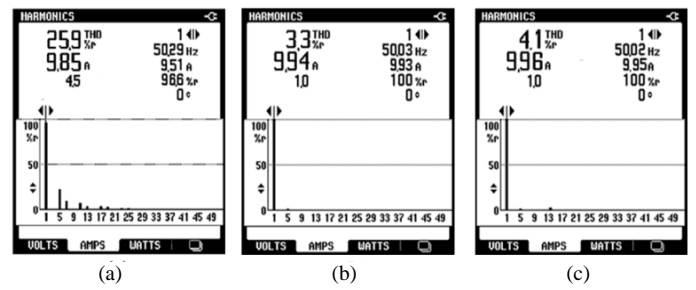 HARMONICS
25,9 THD %r
1
50,29 Hz
9,85 A
9,51 A
4,5
96,6 %r
0°
100
%r
50
0
1 5 9 13 17 21 25 29 33 37 41 45 49
VOLTS AMPS WATTS
(a)
HARMONICS
3,3 THD %r
1
50,03 Hz
9,94 A
9,93 A
1,0
100 %r
0°
100
%r
50
0
1 5 9 13 17 21 25 29 33 37 41 45 49
VOLTS AMPS WATTS
(b)
HARMONICS
4,1 THD %r
1
50,02 Hz
9,96 A
9,95 A
1,0
100 %r
0°
100
%r
50
0
1 5 9 13 17 21 25 29 33 37 41 45 49
VOLTS AMPS WATTS
(c)